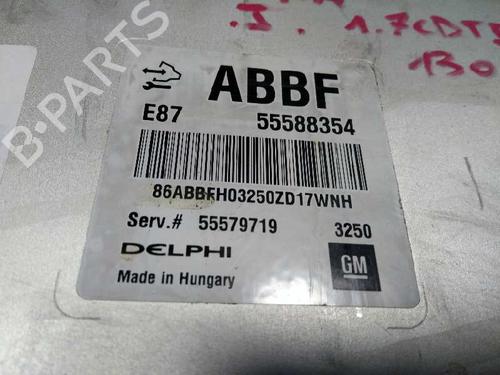 .I. 1.7CDTI
ABBF
E87 55588354
86ABBFH03250ZD17WNH
Serv.# 55579719 3250
DELPHI
GM
Made in Hungary
B-PARTS